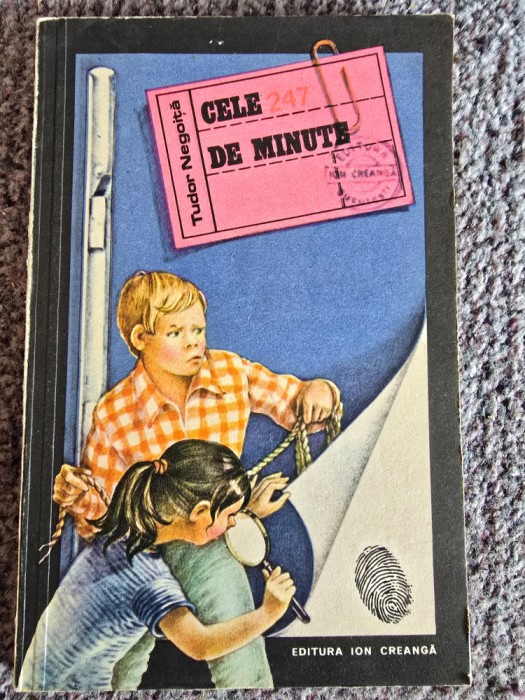 Tudor Negoiță
CELE 247
DE MINUTE
ION CREANGĂ
EDITURA ION CREANGĂ